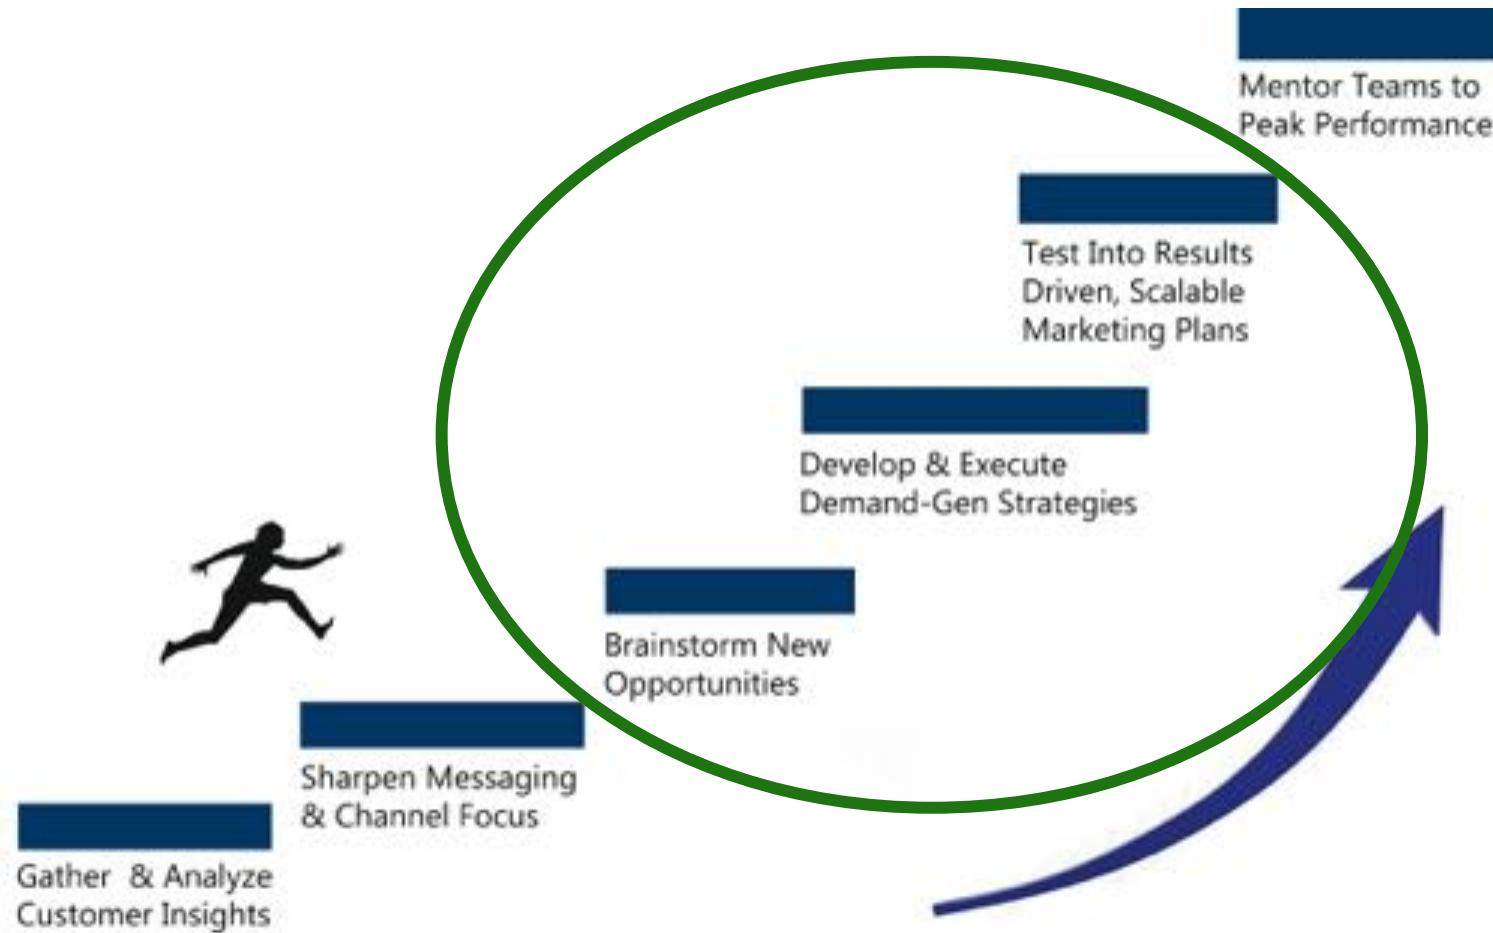 Mentor Teams to
Peak Performance
Test Into Results
Driven, Scalable
Marketing Plans
Develop & Execute
Demand-Gen Strategies
Brainstorm New
Opportunities
Sharpen Messaging
& Channel Focus
Gather & Analyze
Customer Insights